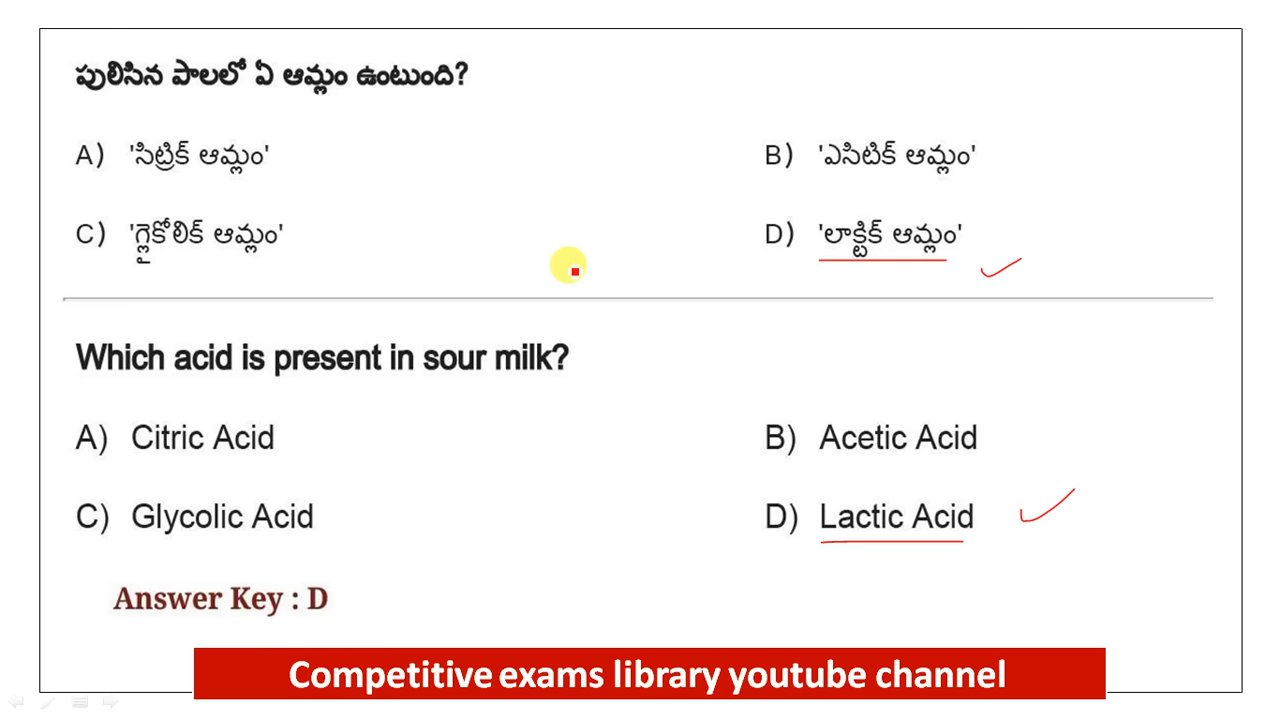 పులిసిన పాలలో ఏ ఆమ్లం ఉంటుంది?
A) 'సిట్రిక్ ఆమ్లం' B) 'ఎసిటిక్ ఆమ్లం'
C) 'గ్లైకోలిక్ ఆమ్లం' D) 'లాక్టిక్ ఆమ్లం'
Which acid is present in sour milk?
A) Citric Acid B) Acetic Acid
C) Glycolic Acid D) Lactic Acid
Answer Key : D
Competitive exams library youtube channel